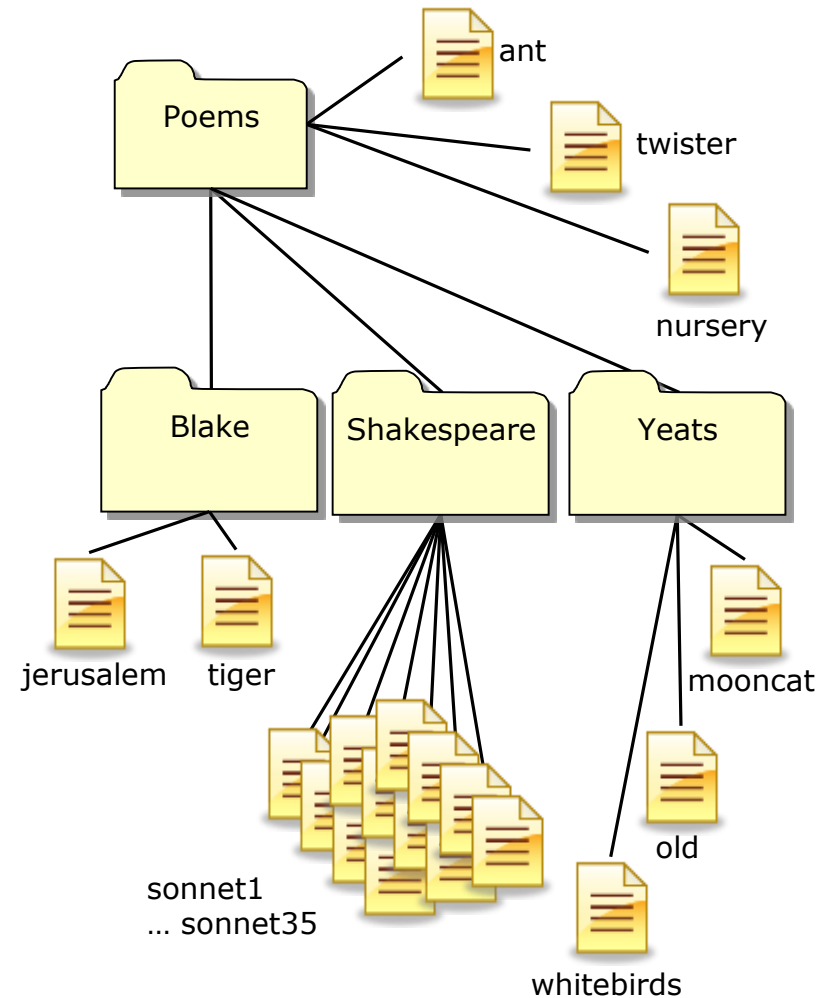 ant
Poems
twister
nursery
Blake
Shakespeare
Yeats
jerusalem
tiger
mooncat
old
sonnet1
... sonnet35
whitebirds